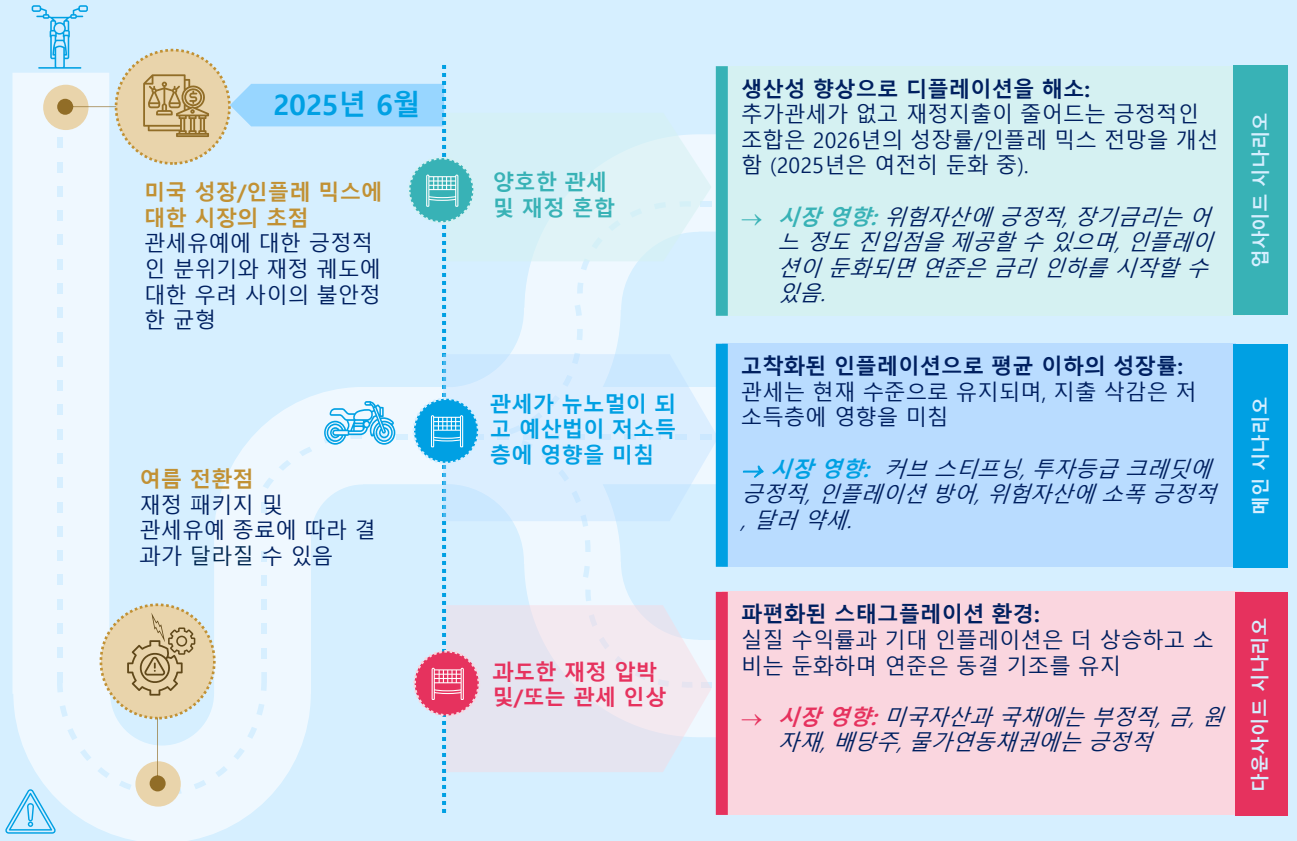 2025년 6월
미국 성장/인플레 믹스에
대한 시장의 초점
관세유예에 대한 긍정적
인 분위기와 재정 궤도에
대한 우려 사이의 불안정
한 균형
여름 전환점
재정 패키지 및
관세유예 종료에 따라 결
과가 달라질 수 있음
양호한 관세
및 재정 혼합
생산성 향상으로 디플레이션을 해소:
추가관세가 없고 재정지출이 줄어드는 긍정적인
조합은 2026년의 성장률/인플레 믹스 전망을 개선
함 (2025년은 여전히 둔화 중).
→ 시장 영향: 위험자산에 긍정적, 장기금리는 어
느 정도 진입점을 제공할 수 있으며, 인플레이
션이 둔화되면 연준은 금리 인하를 시작할 수
있음.
업사이드 시나리오
관세가 뉴노멀이 되
고 예산법이 저소득
층에 영향을 미침
고착화된 인플레이션으로 평균 이하의 성장률:
관세는 현재 수준으로 유지되며, 지출 삭감은 저
소득층에 영향을 미침
→ 시장 영향: 커브 스티프닝, 투자등급 크레딧에
긍정적, 인플레이션 방어, 위험자산에 소폭 긍정적
, 달러 약세.
메인 시나리오
과도한 재정 압박
및/또는 관세 인상
파편화된 스태그플레이션 환경:
실질 수익률과 기대 인플레이션은 더 상승하고 소
비는 둔화하며 연준은 동결 기조를 유지
→ 시장 영향: 미국자산과 국채에는 부정적, 금, 원
자재, 배당주, 물가연동채권에는 긍정적
다운사이드 시나리오